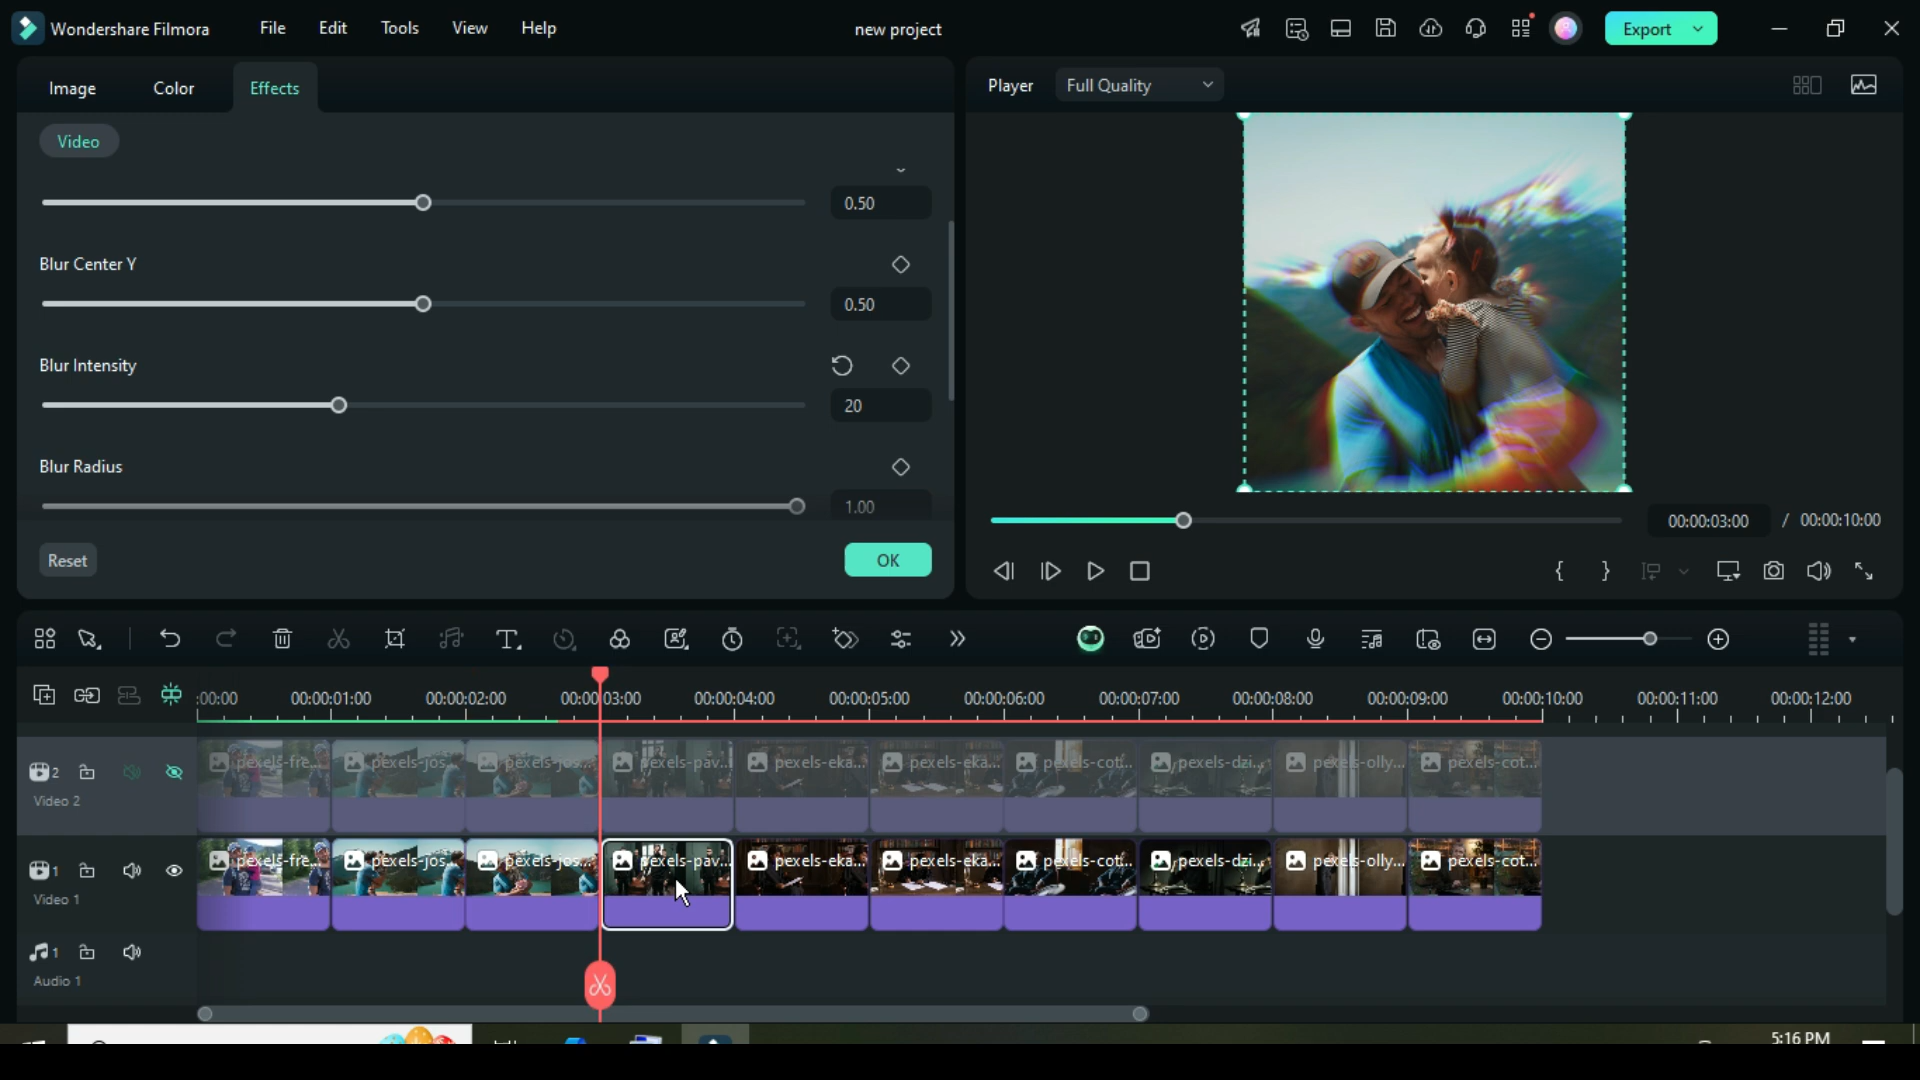 Wondershare Filmora File Edit Tools View Help new project Export
Image Color Effects
Player Full Quality
Video
0.50
Blur Center Y
0.50
Blur Intensity
20
Blur Radius
1.00
Reset OK
00:00:03:00 / 00:00:10:00
:00:00 00:00:01:00 00:00:02:00 00:00:03:00 00:00:04:00 00:00:05:00 00:00:06:00 00:00:07:00 00:00:08:00 00:00:09:00 00:00:10:00 00:00:11:00 00:00:12:00
2 pexels-fre... pexels-jos... pexels-jos... pexels-pav... pexels-eka... pexels-eka... pexels-cot... pexels-dzi... pexels-olly... pexels-cot...
Video 2
1 pexels-fre... pexels-jos... pexels-jos... pexels-pav... pexels-eka... pexels-eka... pexels-cot... pexels-dzi... pexels-olly... pexels-cot...
Video 1
1
Audio 1
5:16 PM